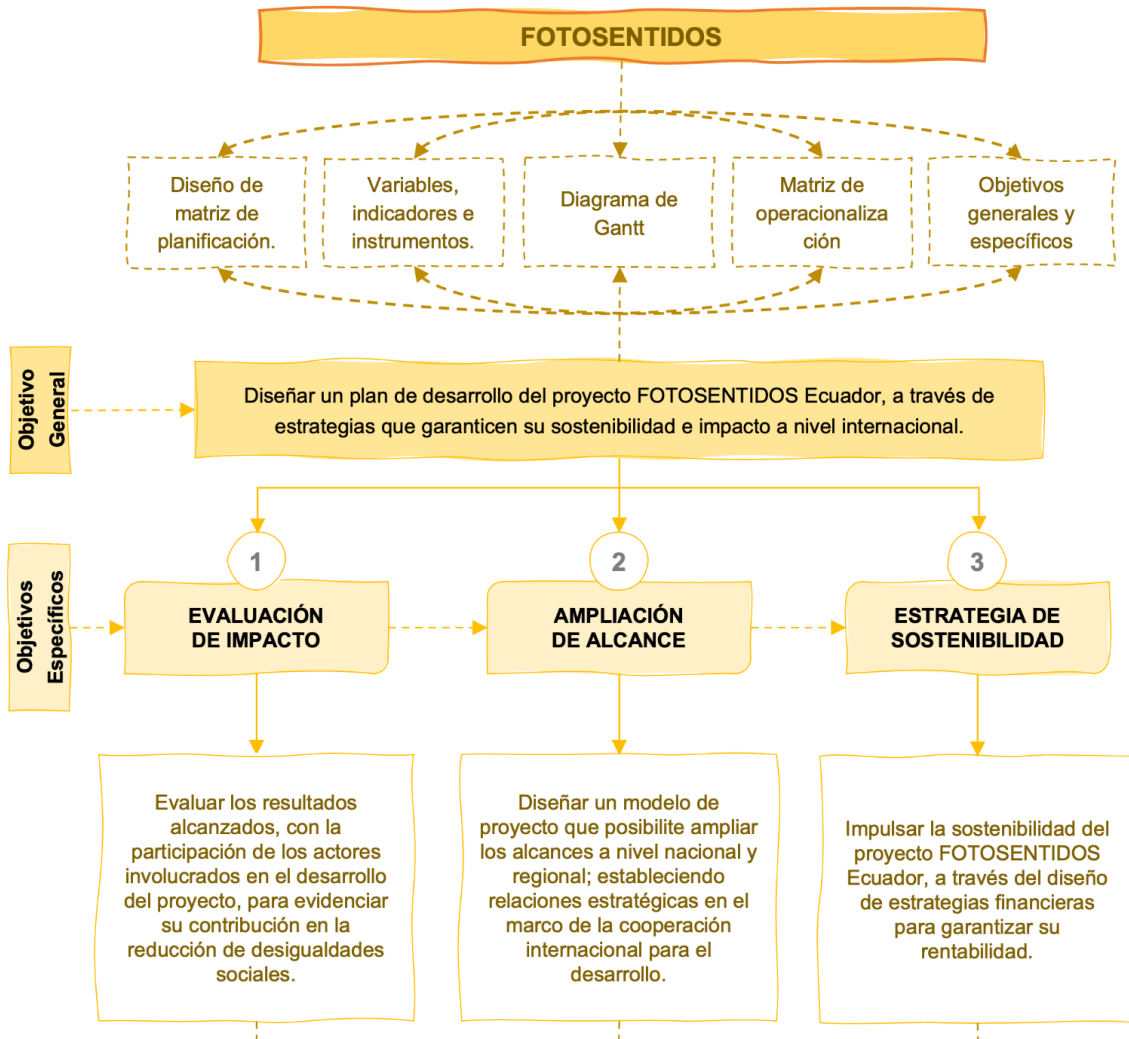 FOTOSENTIDOS
Diseño de
matriz de
planificación.
Variables,
indicadores e
instrumentos.
Diagrama de
Gantt
Matriz de
operacionaliza
ción
Objetivos
generales y
específicos
Objetivo
General
Diseñar un plan de desarrollo del proyecto FOTOSENTIDOS Ecuador, a través de
estrategias que garanticen su sostenibilidad e impacto a nivel internacional.
Objetivos
Específicos
1
EVALUACIÓN
DE IMPACTO
2
AMPLIACIÓN
DE ALCANCE
3
ESTRATEGIA DE
SOSTENIBILIDAD
Evaluar los resultados
alcanzados, con la
participación de los actores
involucrados en el desarrollo
del proyecto, para evidenciar
su contribución en la
reducción de desigualdades
sociales.
Diseñar un modelo de
proyecto que posibilite ampliar
los alcances a nivel nacional y
regional; estableciendo
relaciones estratégicas en el
marco de la cooperación
internacional para el
desarrollo.
Impulsar la sostenibilidad del
proyecto FOTOSENTIDOS
Ecuador, a través del diseño
de estrategias financieras
para garantizar su
rentabilidad.